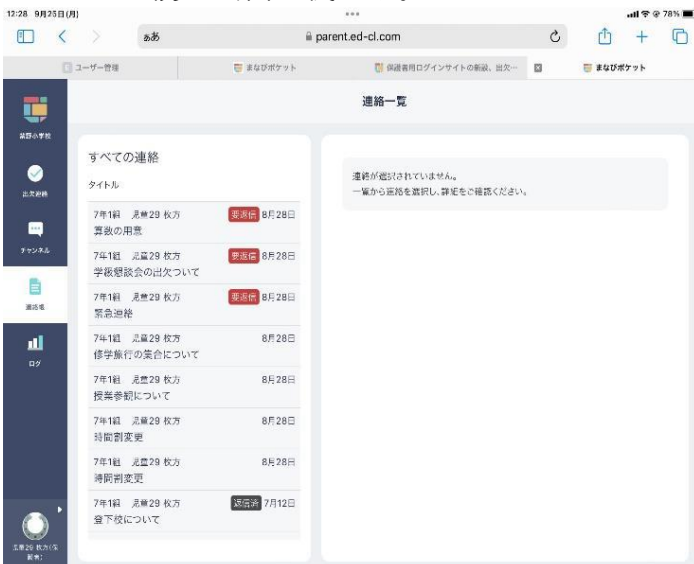 12:28 9月25日(月)
78%
ああ
parent.ed-cl.com
ユーザー管理
まなびポケット
保護者用ログインサイトの新設、出欠…
まなびポケット
連絡一覧
小学校
出欠連絡
チャンネル
連絡帳
ログ
児童29 枚方(保護者)
すべての連絡
タイトル
7年1組 児童29 枚方 要返信 8月28日
算数の用意
7年1組 児童29 枚方 要返信 8月28日
学級懇談会の出欠ついて
7年1組 児童29 枚方 要返信 8月28日
緊急連絡
7年1組 児童29 枚方 8月28日
修学旅行の集合について
7年1組 児童29 枚方 8月28日
授業参観について
7年1組 児童29 枚方 8月28日
時間割変更
7年1組 児童29 枚方 8月28日
時間割変更
7年1組 児童29 枚方 返信済 7月12日
登下校について
連絡が選択されていません。
一覧から連絡を選択し、詳細をご確認ください。